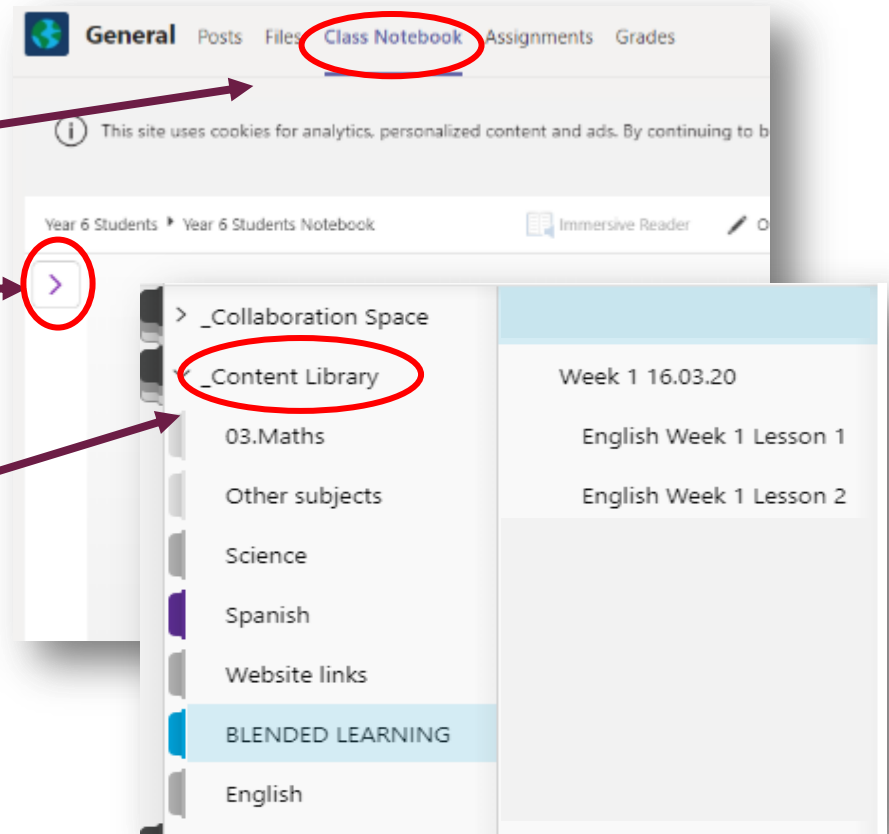 General Posts Files Class Notebook Assignments Grades
This site uses cookies for analytics, personalized content and ads. By continuing to b
Year 6 Students Year 6 Students Notebook Immersive Reader O
_Collaboration Space
_Content Library
03.Maths
Other subjects
Science
Spanish
Website links
BLENDED LEARNING
English
Week 1 16.03.20
English Week 1 Lesson 1
English Week 1 Lesson 2